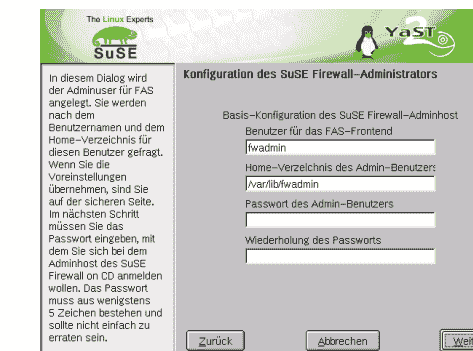 The Linux Experts
SuSE
YaST
2
In diesem Dialog wird
der Adminuser für FAS
angelegt. Sie werden
nach dem
Benutzernamen und dem
Home-Verzeichnis für
diesen Benutzer gefragt.
Wenn Sie die
Voreinstellungen
übernehmen, sind Sie
auf der sicheren Seite.
Im nächsten Schritt
müssen Sie das
Passwort eingeben, mit
dem Sie sich bei dem
Adminhost des SuSE
Firewall on CD anmelden
wollen. Das Passwort
muss aus wenigstens
5 Zeichen bestehen und
sollte nicht einfach zu
erraten sein.
Konfiguration des SuSE Firewall-Administrators
Basis-Konfiguration des SuSE Firewall-Adminhost
Benutzer für das FAS-Frontend
fwadmin
Home-Verzeichnis des Admin-Benutzers
/var/lib/fwadmin
Passwort des Admin-Benutzers
Wiederholung des Passworts
Zurück
Abbrechen
Wei